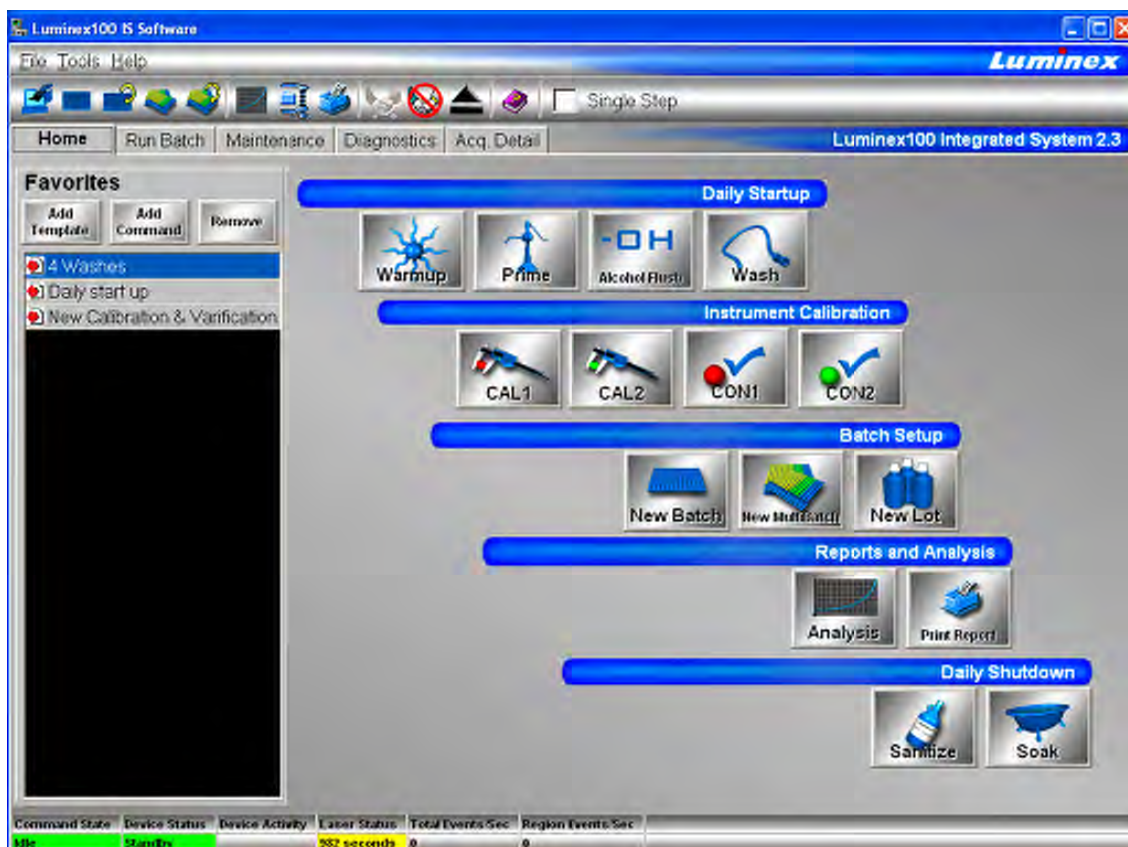 Luminex100 IS Software
File Tools Help
Luminex
Single Step
Home Run Batch Maintenance Diagnostics Acq. Detail
Luminex100 Integrated System 2.3
Favorites
Add Template
Add Command
Remove
4 Washes
Daily start up
New Calibration & Varification
Daily Startup
Warmup
Prime
-OH
Alcohol Flush
Wash
Instrument Calibration
CAL1
CAL2
CON1
CON2
Batch Setup
New Batch
New Multibatch
New Lot
Reports and Analysis
Analysis
Print Report
Daily Shutdown
Sanitize
Soak
Command State Device Status Device Activity Laser Status Total Events/Sec Region Events/Sec
Idle Standby 982 seconds 0 0